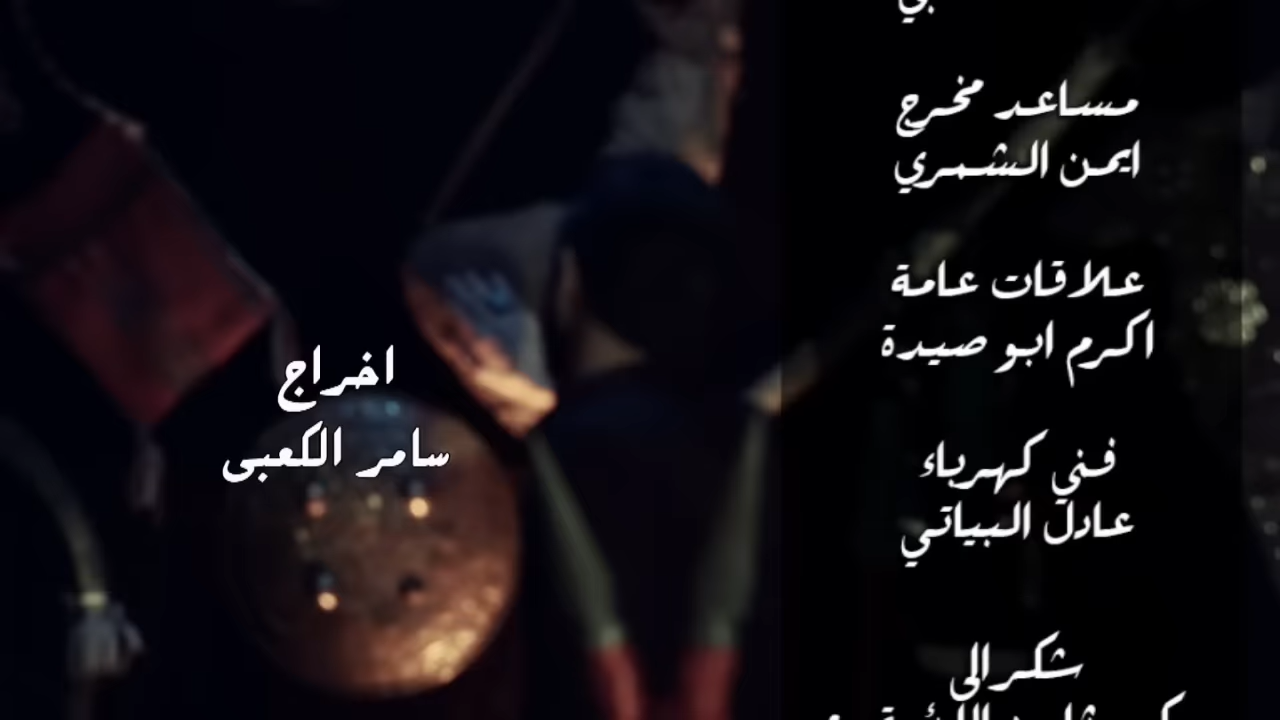 مساعد مخرج
ايمن الشمري
علاقات عامة
اكرم ابو صيدة
فني كهرباء
عادل البياتي
شكر الى
اخراج
سامر الكعبى